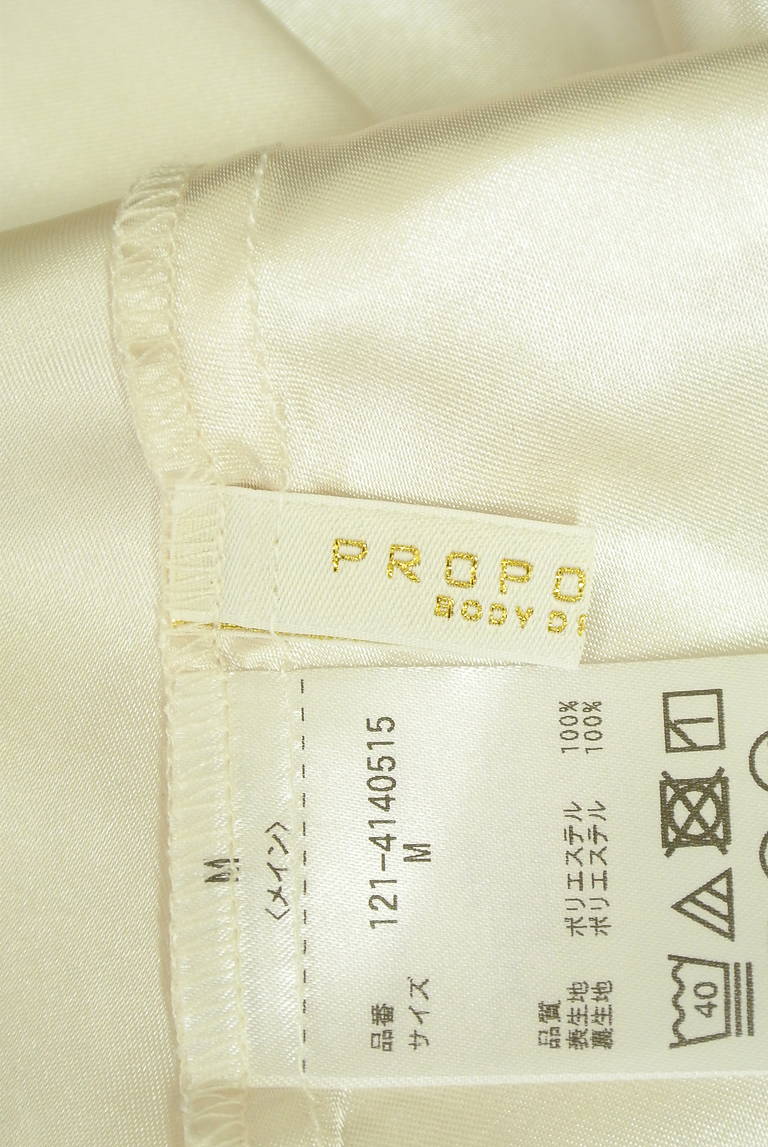 PROPO
BODY D
M
〈メイン〉
品番 121-4140515
サイズ M
品質
表生地 ポリエステル 100%
裏生地 ポリエステル 100%
40